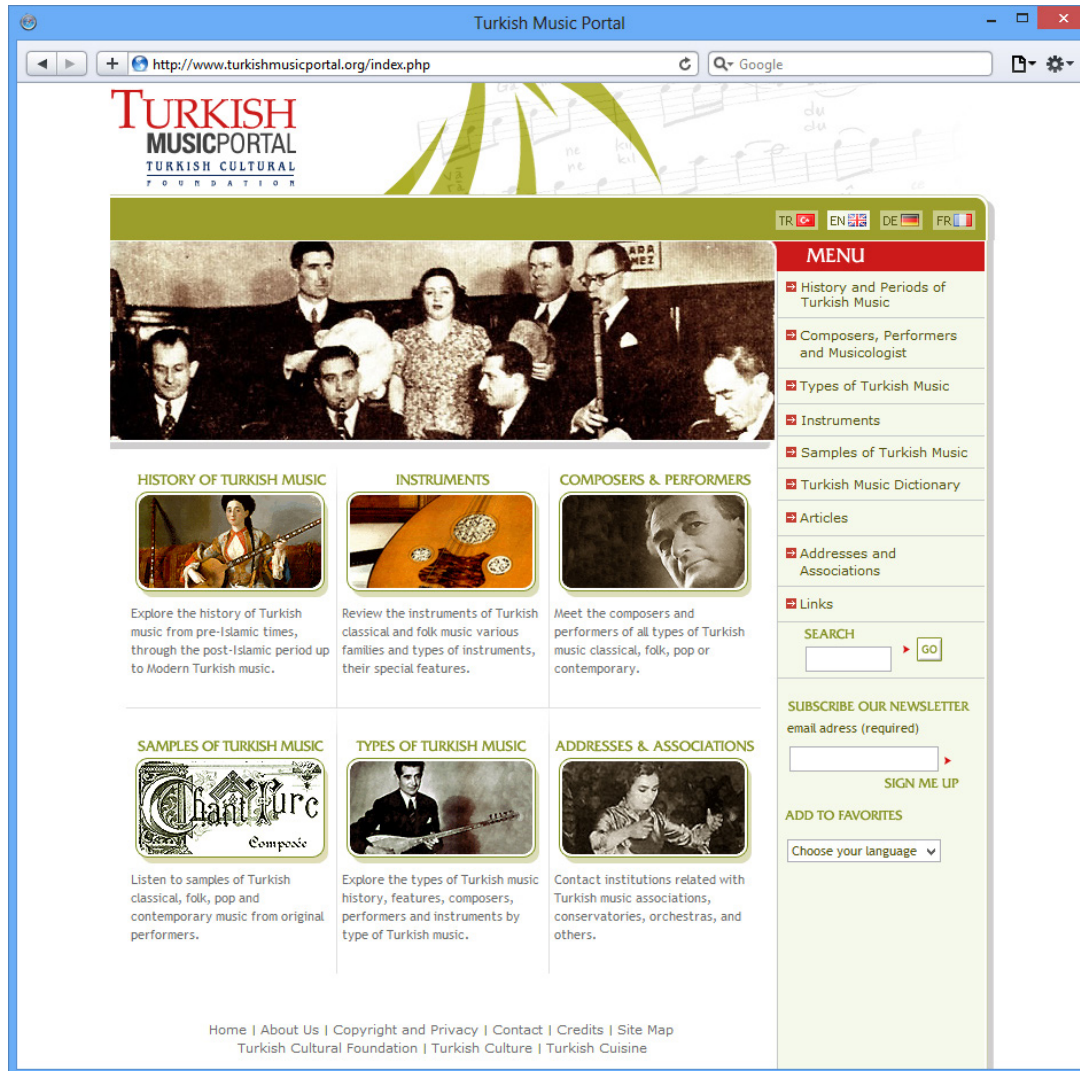 Turkish Music Portal
http://www.turkishmusicportal.org/index.php
Google
TURKISH
MUSICPORTAL
TURKISH CULTURAL
FOUNDATION
du
du
ne
ne
kil
kil
TR
EN
DE
FR
MENU
History and Periods of
Turkish Music
Composers, Performers
and Musicologist
Types of Turkish Music
Instruments
Samples of Turkish Music
Turkish Music Dictionary
Articles
Addresses and
Associations
Links
SEARCH
GO
SUBSCRIBE OUR NEWSLETTER
email adress (required)
SIGN ME UP
ADD TO FAVORITES
Choose your language
HISTORY OF TURKISH MUSIC
Explore the history of Turkish
music from pre-Islamic times,
through the post-Islamic period up
to Modern Turkish music.
INSTRUMENTS
Review the instruments of Turkish
classical and folk music various
families and types of instruments,
their special features.
COMPOSERS & PERFORMERS
Meet the composers and
performers of all types of Turkish
music classical, folk, pop or
contemporary.
SAMPLES OF TURKISH MUSIC
Chant Turc
Composée
Listen to samples of Turkish
classical, folk, pop and
contemporary music from original
performers.
TYPES OF TURKISH MUSIC
Explore the types of Turkish music
history, features, composers,
performers and instruments by
type of Turkish music.
ADDRESSES & ASSOCIATIONS
Contact institutions related with
Turkish music associations,
conservatories, orchestras, and
others.
Home | About Us | Copyright and Privacy | Contact | Credits | Site Map
Turkish Cultural Foundation | Turkish Culture | Turkish Cuisine